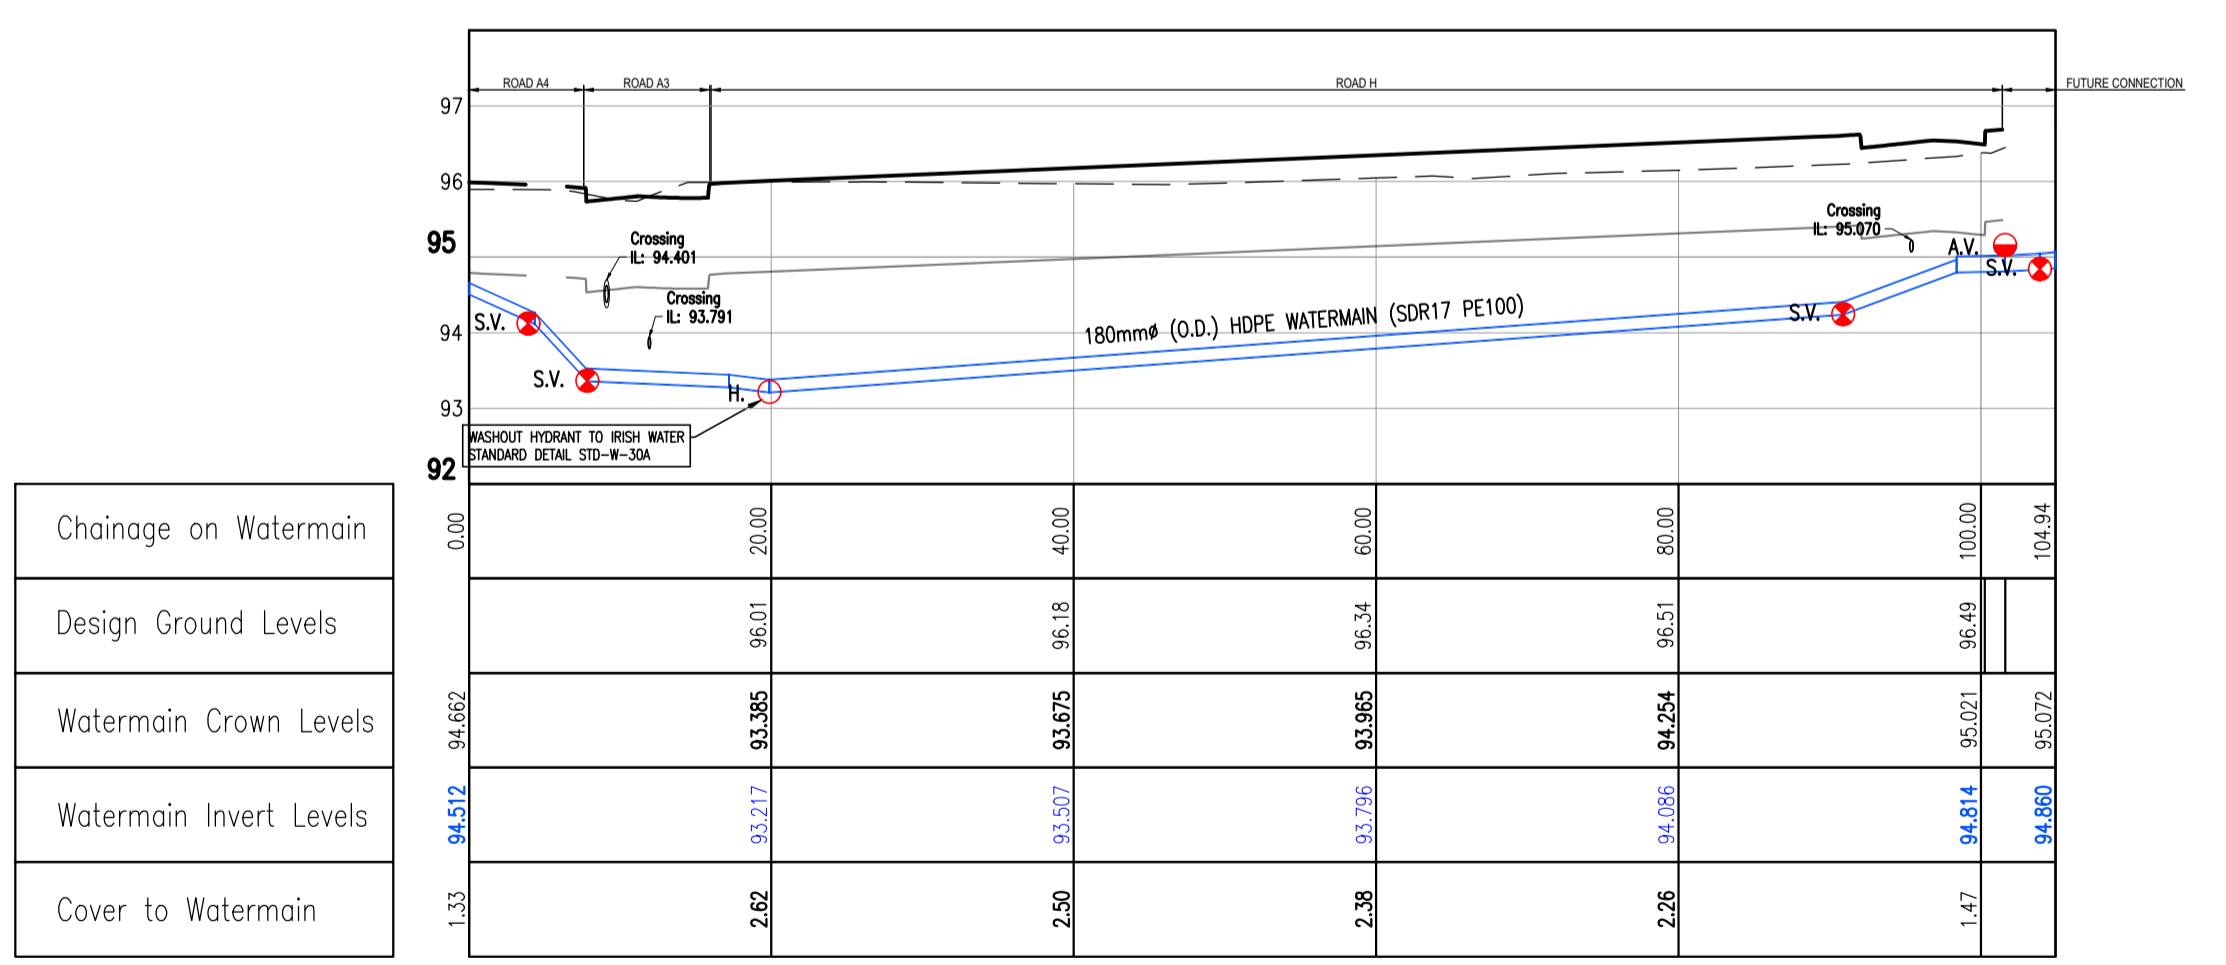 ROAD A4 ROAD A3 ROAD H FUTURE CONNECTION
97
96
95
94
93
92
Crossing
IL: 94.401
Crossing
IL: 93.791
Crossing
IL: 95.070
S.V.
S.V.
H.
180mmø (O.D.) HDPE WATERMAIN (SDR17 PE100)
S.V.
A.V.
S.V.
WASHOUT HYDRANT TO IRISH WATER
STANDARD DETAIL STD-W-30A
Chainage on Watermain 0.00 20.00 40.00 60.00 80.00 100.00 104.94
Design Ground Levels 96.01 96.18 96.34 96.51 96.49
Watermain Crown Levels 94.662 93.385 93.675 93.965 94.254 95.021 95.072
Watermain Invert Levels 94.512 93.217 93.507 93.796 94.086 94.814 94.860
Cover to Watermain 1.33 2.62 2.50 2.38 2.26 1.47